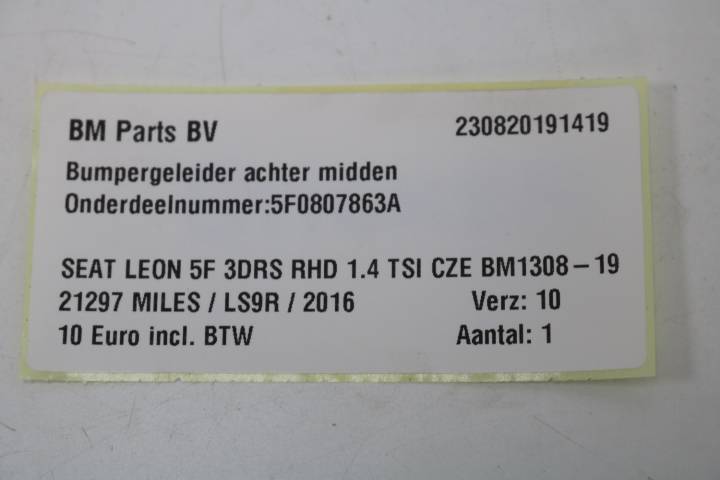 BM Parts BV 230820191419
Bumpergeleider achter midden
Onderdeelnummer:5F0807863A
SEAT LEON 5F 3DRS RHD 1.4 TSI CZE BM1308-19
21297 MILES / LS9R / 2016 Verz: 10
10 Euro incl. BTW Aantal: 1